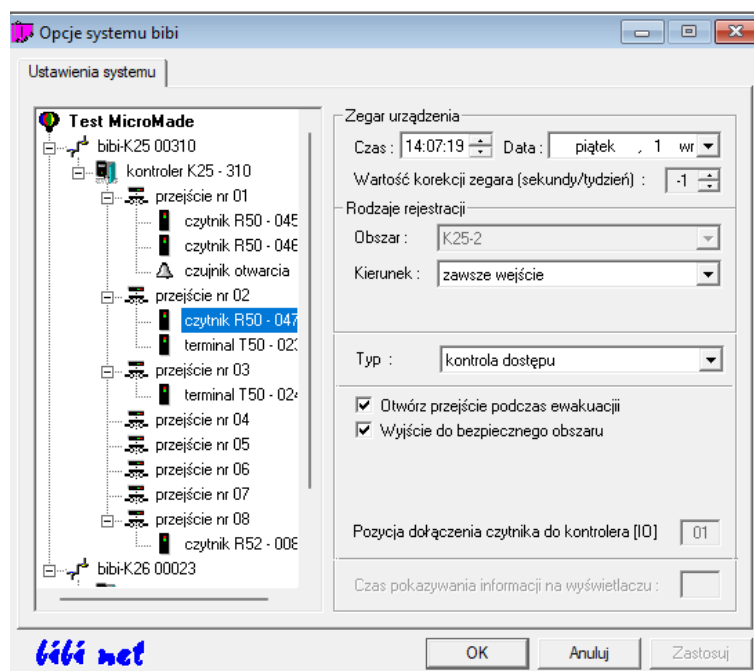 Opcje systemu bibi
Ustawienia systemu
Test MicroMade
bibi-K25 00310
kontroler K25 - 310
przejście nr 01
czytnik R50 - 045
czytnik R50 - 046
czujnik otwarcia
przejście nr 02
czytnik R50 - 047
terminal T50 - 023
przejście nr 03
terminal T50 - 024
przejście nr 04
przejście nr 05
przejście nr 06
przejście nr 07
przejście nr 08
czytnik R52 - 008
bibi-K26 00023
Zegar urządzenia
Czas : 14:07:19 Data : piątek , 1 wr
Wartość korekcji zegara (sekundy/tydzień) : -1
Rodzaje rejestracji
Obszar : K25-2
Kierunek : zawsze wejście
Typ : kontrola dostępu
Otwórz przejście podczas ewakuacji
Wyjście do bezpiecznego obszaru
Pozycja dołączenia czytnika do kontrolera [IO] 01
Czas pokazywania informacji na wyświetlaczu :
bibi net
OK Anuluj Zastosuj